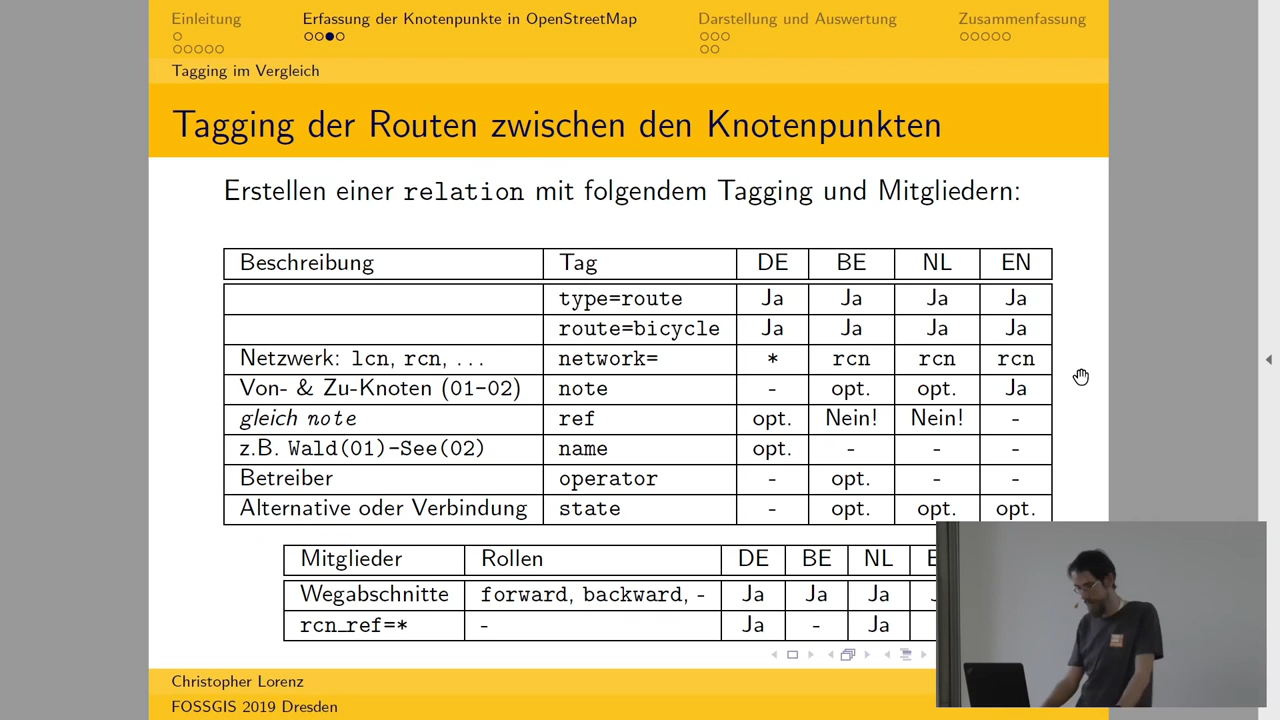 Einleitung Erfassung der Knotenpunkte in OpenStreetMap Darstellung und Auswertung Zusammenfassung
Tagging im Vergleich
Tagging der Routen zwischen den Knotenpunkten
Erstellen einer relation mit folgendem Tagging und Mitgliedern:
Beschreibung Tag DE BE NL EN
type=route Ja Ja Ja Ja
route=bicycle Ja Ja Ja Ja
Netzwerk: lcn, rcn, ... network= * rcn rcn rcn
Von- & Zu-Knoten (01-02) note - opt. opt. Ja
gleich note ref opt. Nein! Nein! -
z.B. Wald(01)-See(02) name opt. - - -
Betreiber operator - opt. - -
Alternative oder Verbindung state - opt. opt. opt.
Mitglieder Rollen DE BE NL
Wegabschnitte forward, backward, - Ja Ja Ja
rcn_ref=* - Ja - Ja
Christopher Lorenz
FOSSGIS 2019 Dresden